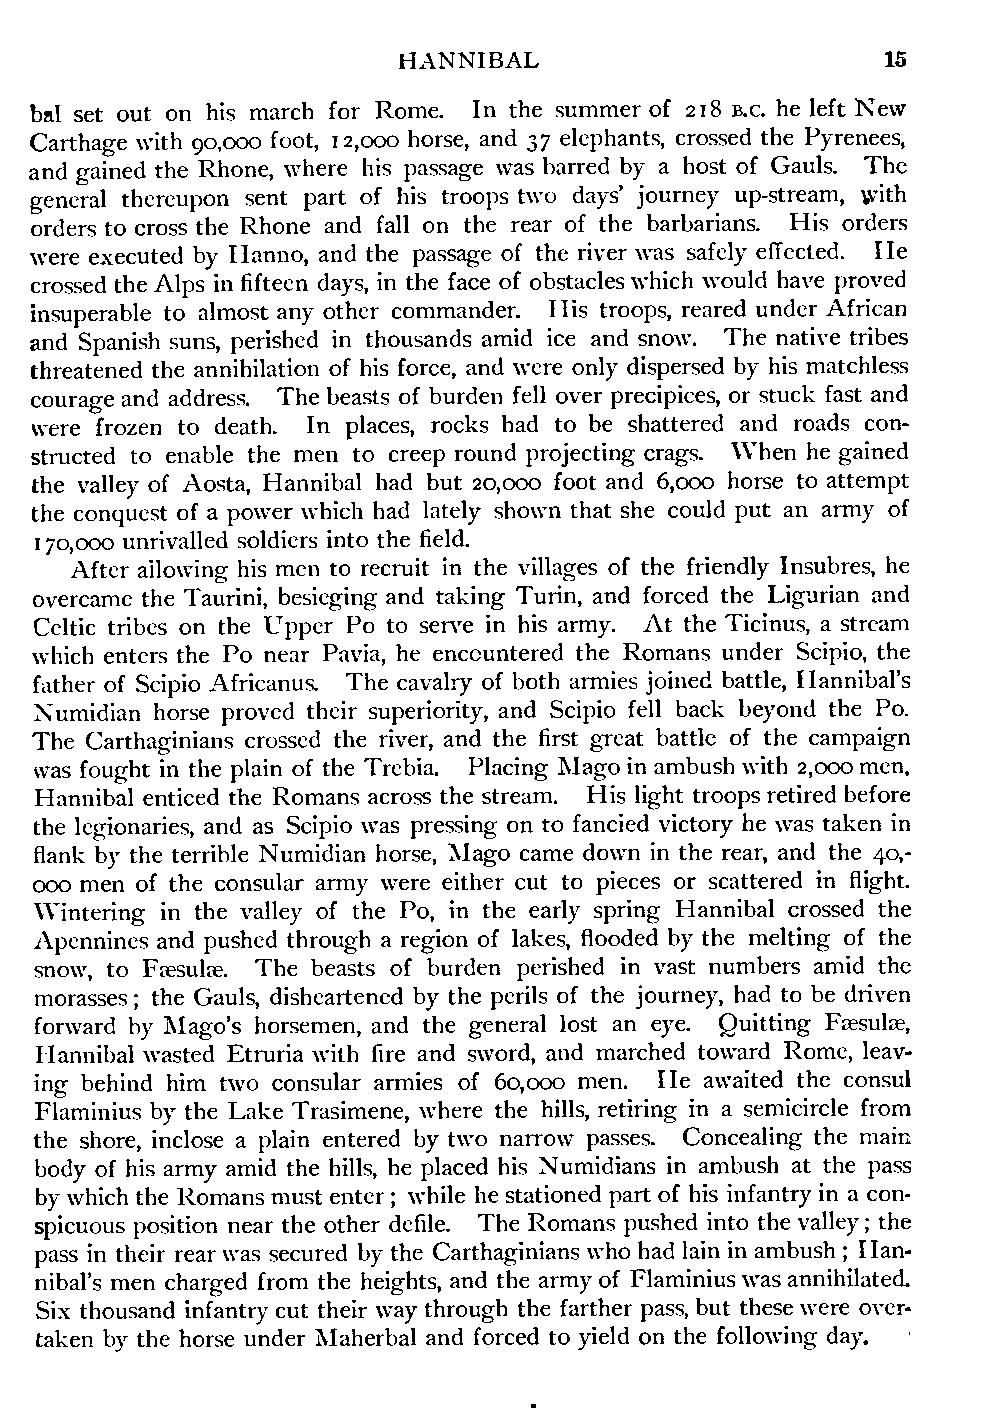 HANNIBAL 15
bal set out on his march for Rome. In the summer of 218 B.C. he left New
Carthage with 90,000 foot, 12,000 horse, and 37 elephants, crossed the Pyrenees,
and gained the Rhone, where his passage was barred by a host of Gauls. The
general thereupon sent part of his troops two days' journey up-stream, with
orders to cross the Rhone and fall on the rear of the barbarians. His orders
were executed by Hanno, and the passage of the river was safely effected. He
crossed the Alps in fifteen days, in the face of obstacles which would have proved
insuperable to almost any other commander. His troops, reared under African
and Spanish suns, perished in thousands amid ice and snow. The native tribes
threatened the annihilation of his force, and were only dispersed by his matchless
courage and address. The beasts of burden fell over precipices, or stuck fast and
were frozen to death. In places, rocks had to be shattered and roads con-
structed to enable the men to creep round projecting crags. When he gained
the valley of Aosta, Hannibal had but 20,000 foot and 6,000 horse to attempt
the conquest of a power which had lately shown that she could put an army of
170,000 unrivalled soldiers into the field.
After allowing his men to recruit in the villages of the friendly Insubres, he
overcame the Taurini, besieging and taking Turin, and forced the Ligurian and
Celtic tribes on the Upper Po to serve in his army. At the Ticinus, a stream
which enters the Po near Pavia, he encountered the Romans under Scipio, the
father of Scipio Africanus. The cavalry of both armies joined battle, Hannibal's
Numidian horse proved their superiority, and Scipio fell back beyond the Po.
The Carthaginians crossed the river, and the first great battle of the campaign
was fought in the plain of the Trebia. Placing Mago in ambush with 2,000 men,
Hannibal enticed the Romans across the stream. His light troops retired before
the legionaries, and as Scipio was pressing on to fancied victory he was taken in
flank by the terrible Numidian horse, Mago came down in the rear, and the 40,-
000 men of the consular army were either cut to pieces or scattered in flight.
Wintering in the valley of the Po, in the early spring Hannibal crossed the
Apennines and pushed through a region of lakes, flooded by the melting of the
snow, to Fæsulæ. The beasts of burden perished in vast numbers amid the
morasses; the Gauls, disheartened by the perils of the journey, had to be driven
forward by Mago's horsemen, and the general lost an eye. Quitting Fæsulæ,
Hannibal wasted Etruria with fire and sword, and marched toward Rome, leav-
ing behind him two consular armies of 60,000 men. He awaited the consul
Flaminius by the Lake Trasimene, where the hills, retiring in a semicircle from
the shore, inclose a plain entered by two narrow passes. Concealing the main
body of his army amid the hills, he placed his Numidians in ambush at the pass
by which the Romans must enter; while he stationed part of his infantry in a con-
spicuous position near the other defile. The Romans pushed into the valley; the
pass in their rear was secured by the Carthaginians who had lain in ambush; Han-
nibal's men charged from the heights, and the army of Flaminius was annihilated.
Six thousand infantry cut their way through the farther pass, but these were over-
taken by the horse under Maherbal and forced to yield on the following day.